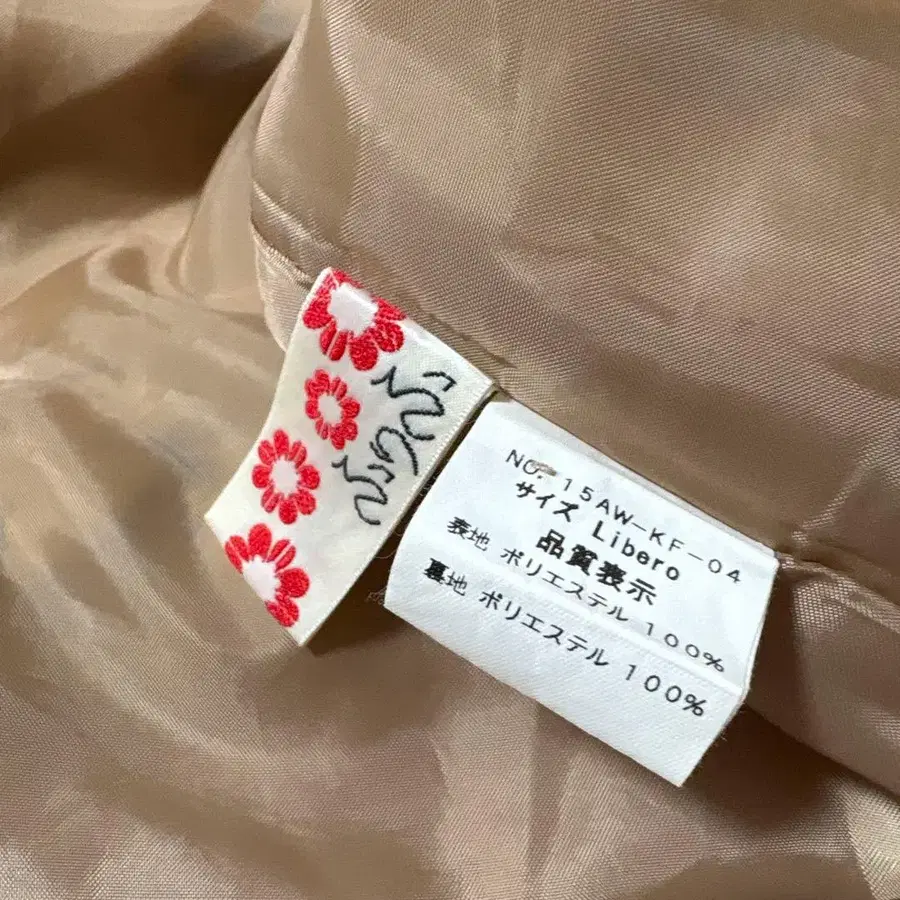 NO. 15AW-KF-04
サイズ Libero
品質表示
表地 ポリエステル 100%
裏地 ポリエステル 100%